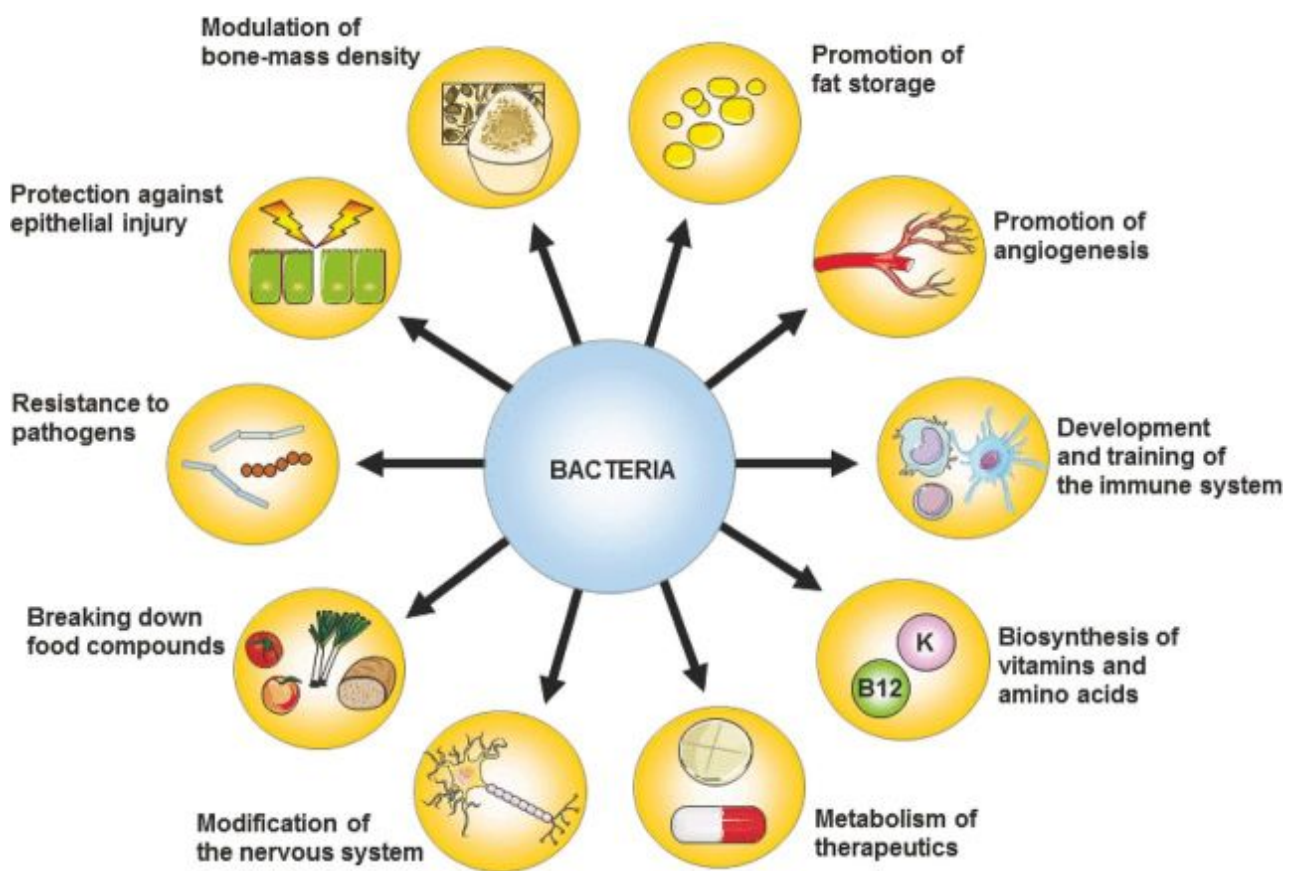 Modulation of
bone-mass density
Promotion of
fat storage
Protection against
epithelial injury
Promotion of
angiogenesis
Resistance to
pathogens
BACTERIA
Development
and training of
the immune system
Breaking down
food compounds
K
B12
Biosynthesis of
vitamins and
amino acids
Modification of
the nervous system
Metabolism of
therapeutics